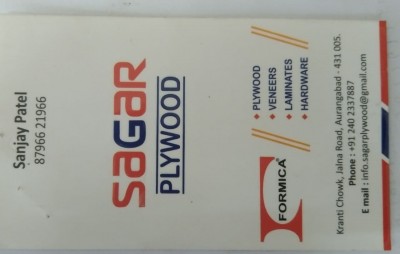 Sanjay Patel
87966 21966
SaGaR
PLYWOOD
PLYWOOD
VENEERS
LAMINATES
HARDWARE
FORMICA®
Kranti Chowk, Jalna Road, Aurangabad - 431 005.
Phone : +91 240 2337887
E mail : info.sagarplywood@gmail.com